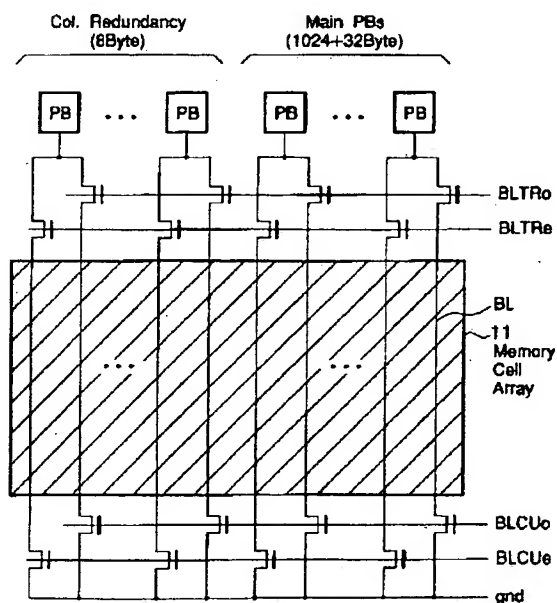 Col. Redundancy
(8Byte)
Main PBs
(1024+32Byte)
PB ... PB PB ... PB
BLTRo
BLTRe
BL
11
Memory
Cell
Array
... ...
BLCUo
BLCUe
gnd